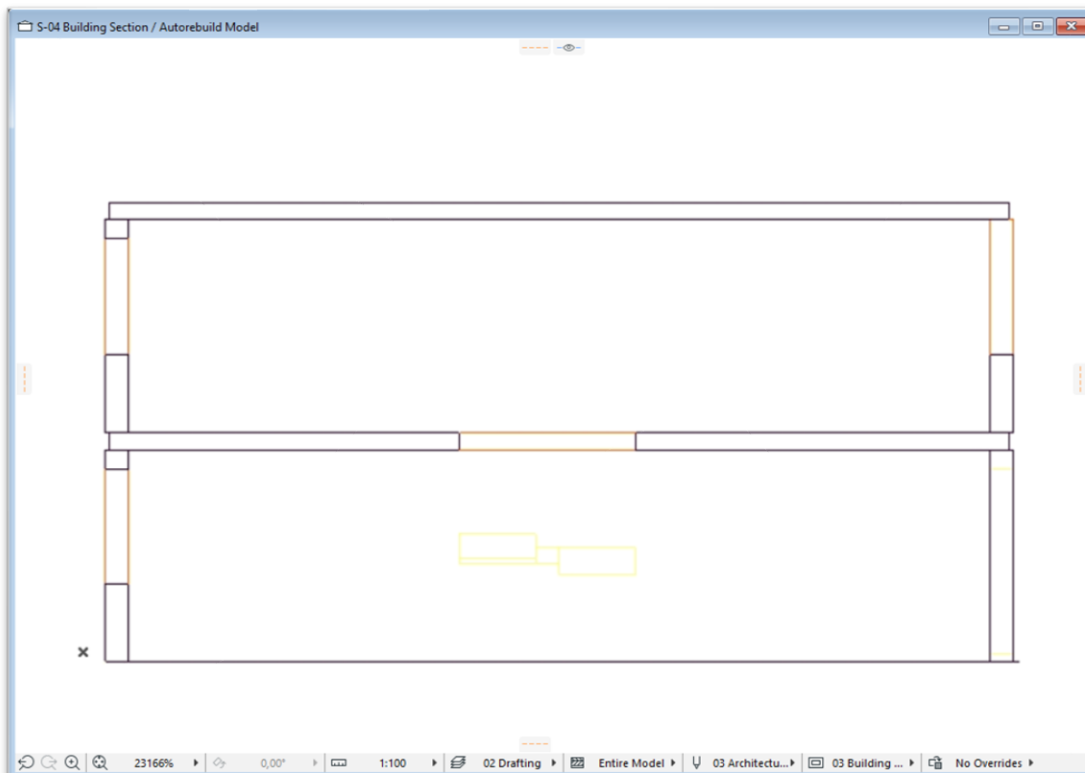 S-04 Building Section / Autorebuild Model
23166% 0,00° 1:100 02 Drafting Entire Model 03 Architectu... 03 Building ... No Overrides